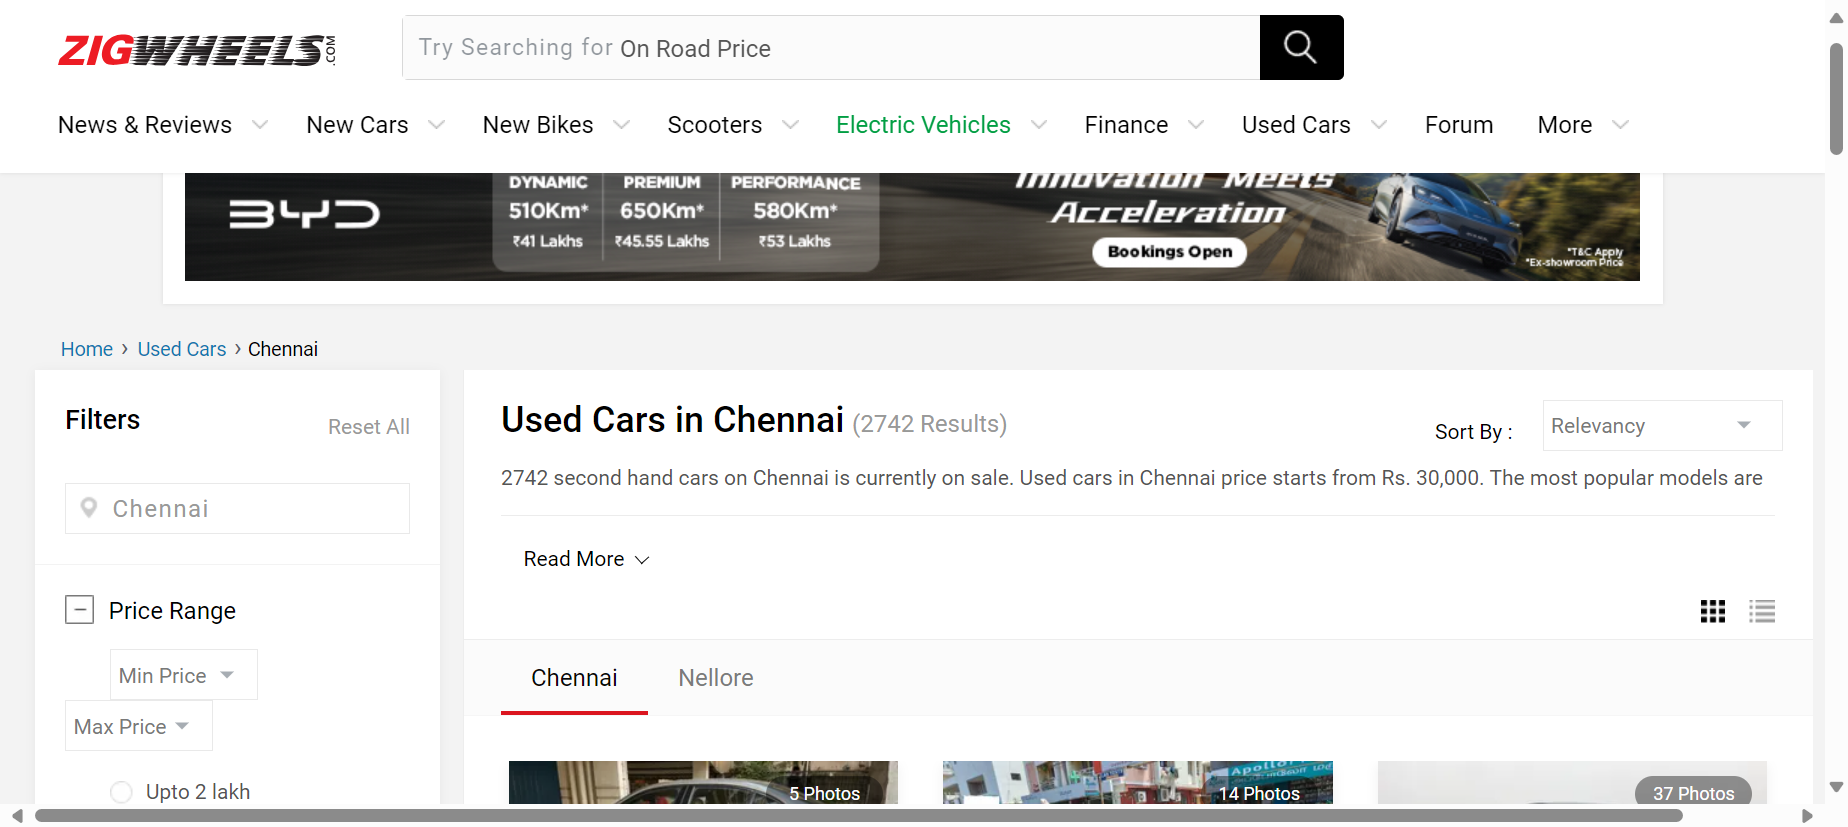 ZIGWHEELS.COM
Try Searching for On Road Price
News & Reviews New Cars New Bikes Scooters Electric Vehicles Finance Used Cars Forum More
BYD
DYNAMIC PREMIUM PERFORMANCE
510Km* 650Km* 580Km*
₹41 Lakhs ₹45.55 Lakhs ₹53 Lakhs
Innovation Meets
Acceleration
Bookings Open
*T&C Apply
*Ex-showroom Price
Home › Used Cars › Chennai
Filters
Reset All
Chennai
Price Range
Min Price
Max Price
Upto 2 lakh
Used Cars in Chennai (2742 Results)
Sort By :
Relevancy
2742 second hand cars on Chennai is currently on sale. Used cars in Chennai price starts from Rs. 30,000. The most popular models are
Read More
Chennai Nellore
5 Photos
Apollo
14 Photos
37 Photos